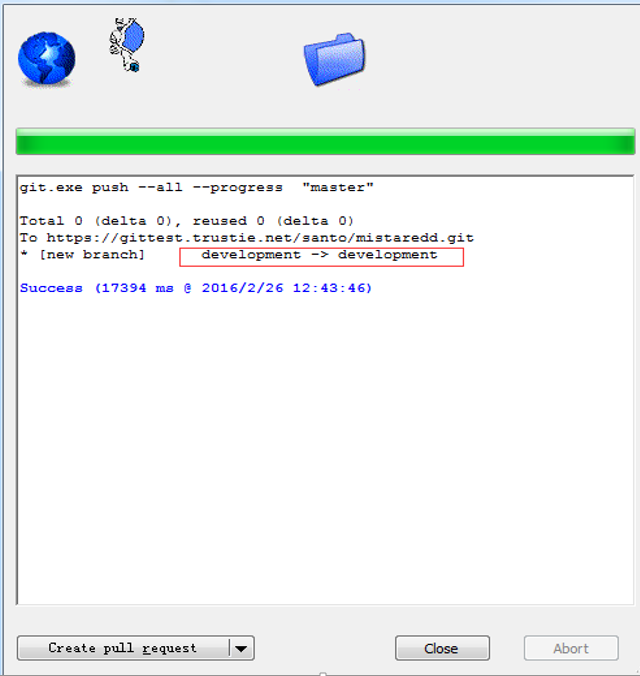 git.exe push --all --progress  "master"
Total 0 (delta 0), reused 0 (delta 0)
To https://gittest.trustie.net/santo/mistaredd.git
* [new branch]      development -> development
Success (17394 ms @ 2016/2/26 12:43:46)
Create pull request
Close
Abort